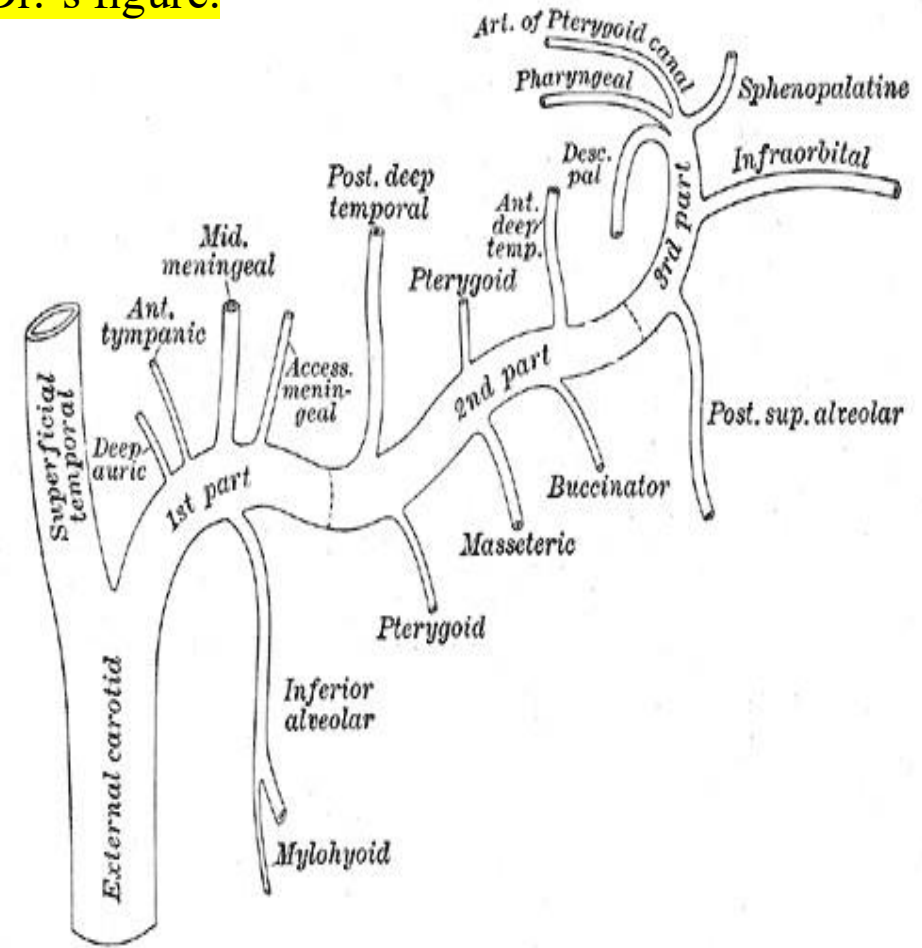 Dr.'s figure.
Art. of Pterygoid canal
Pharyngeal
Sphenopalatine
Desc.
pal
Infraorbital
Post. deep
temporal
Ant.
deep
temp.
3rd part
Mid.
meningeal
Pterygoid
Ant.
tympanic
Access.
menin-
geal
2nd part
Superficial
temporal
Deep
auric
1st part
Post. sup. alveolar
Buccinator
Masseteric
Pterygoid
Inferior
alveolar
External carotid
Mylohyoid